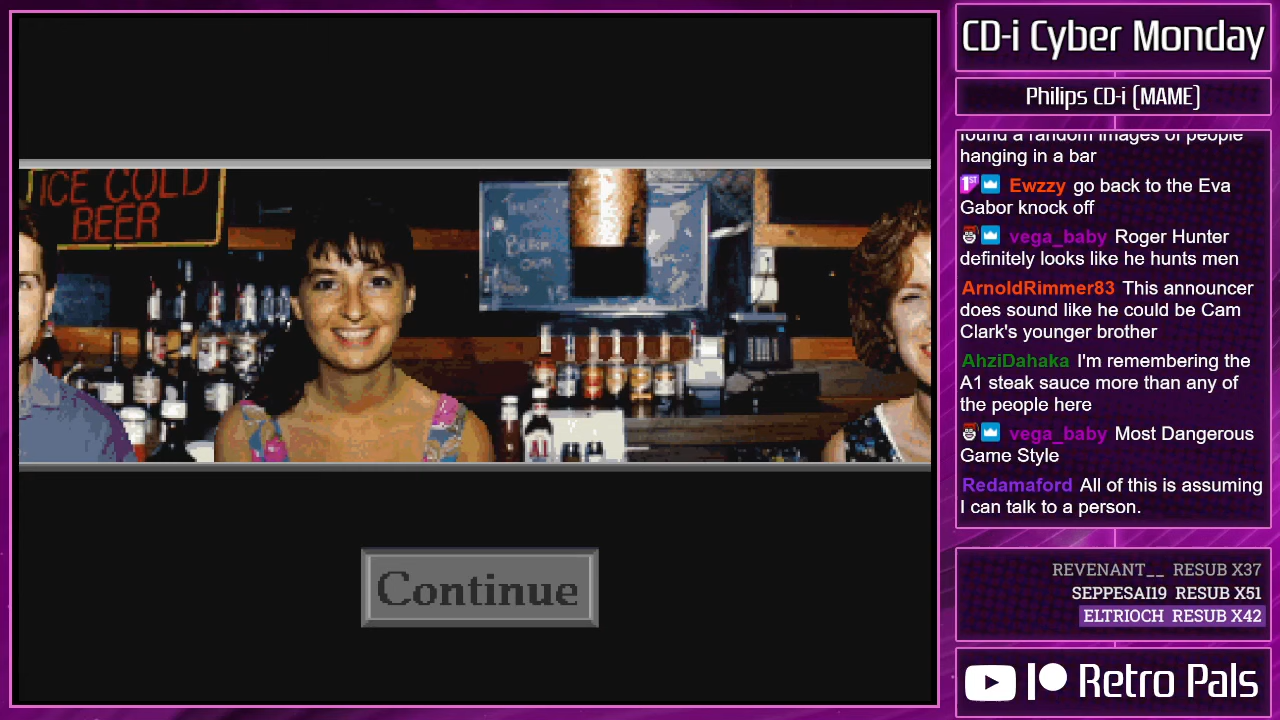 CD-i Cyber Monday
Philips CD-i [MAME]
ICE COLD
BEER
A1
Continue
found a random images of people
hanging in a bar
1ST Ewzzy go back to the Eva
Gabor knock off
vega_baby Roger Hunter
definitely looks like he hunts men
ArnoldRimmer83 This announcer
does sound like he could be Cam
Clark's younger brother
AhziDahaka I'm remembering the
A1 steak sauce more than any of
the people here
vega_baby Most Dangerous
Game Style
Redamaford All of this is assuming
I can talk to a person.
REVENANT__ RESUB X37
SEPPESAI19 RESUB X51
ELTRIOCH RESUB X42
Retro Pals